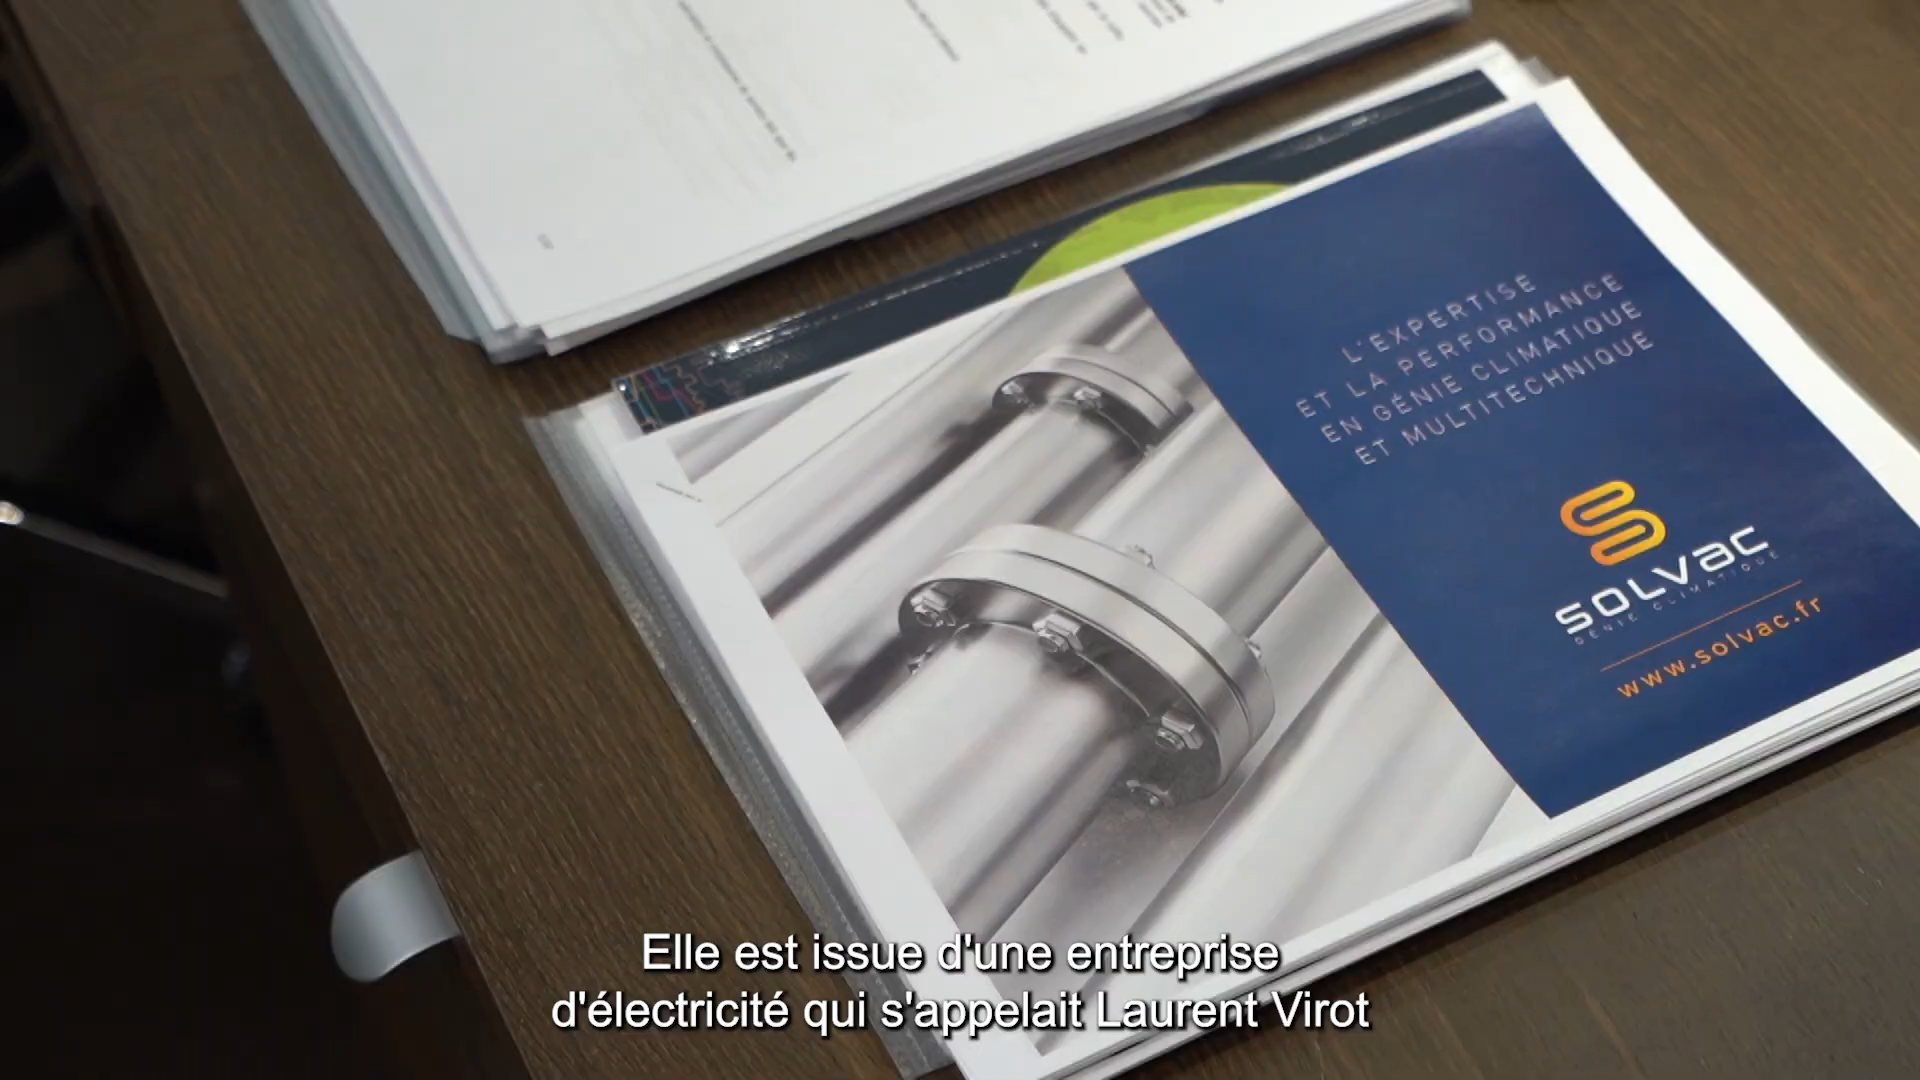 L'EXPERTISE
ET LA PERFORMANCE
EN GÉNIE CLIMATIQUE
ET MULTITECHNIQUE
SOLVAC
GÉNIE CLIMATIQUE
www.solvac.fr
Elle est issue d'une entreprise
d'électricité qui s'appelait Laurent Virot